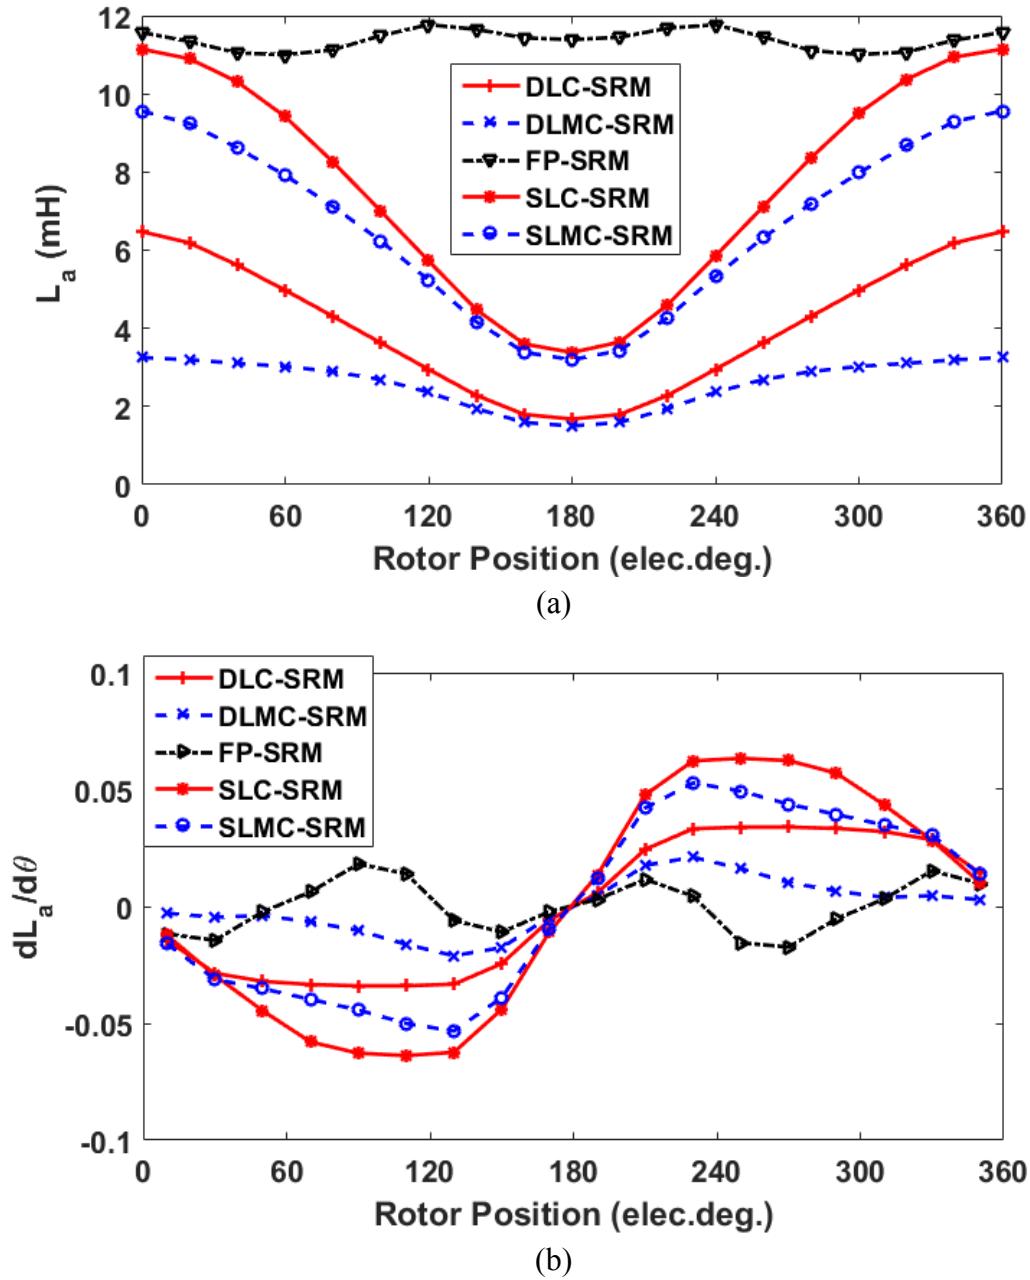 12
10
8
6
4
2
0
L_a (mH)
DLC-SRM
DLMC-SRM
FP-SRM
SLC-SRM
SLMC-SRM
0 60 120 180 240 300 360
Rotor Position (elec.deg.)
(a)
0.1
0.05
0
-0.05
-0.1
dL_a/dθ
DLC-SRM
DLMC-SRM
FP-SRM
SLC-SRM
SLMC-SRM
0 60 120 180 240 300 360
Rotor Position (elec.deg.)
(b)